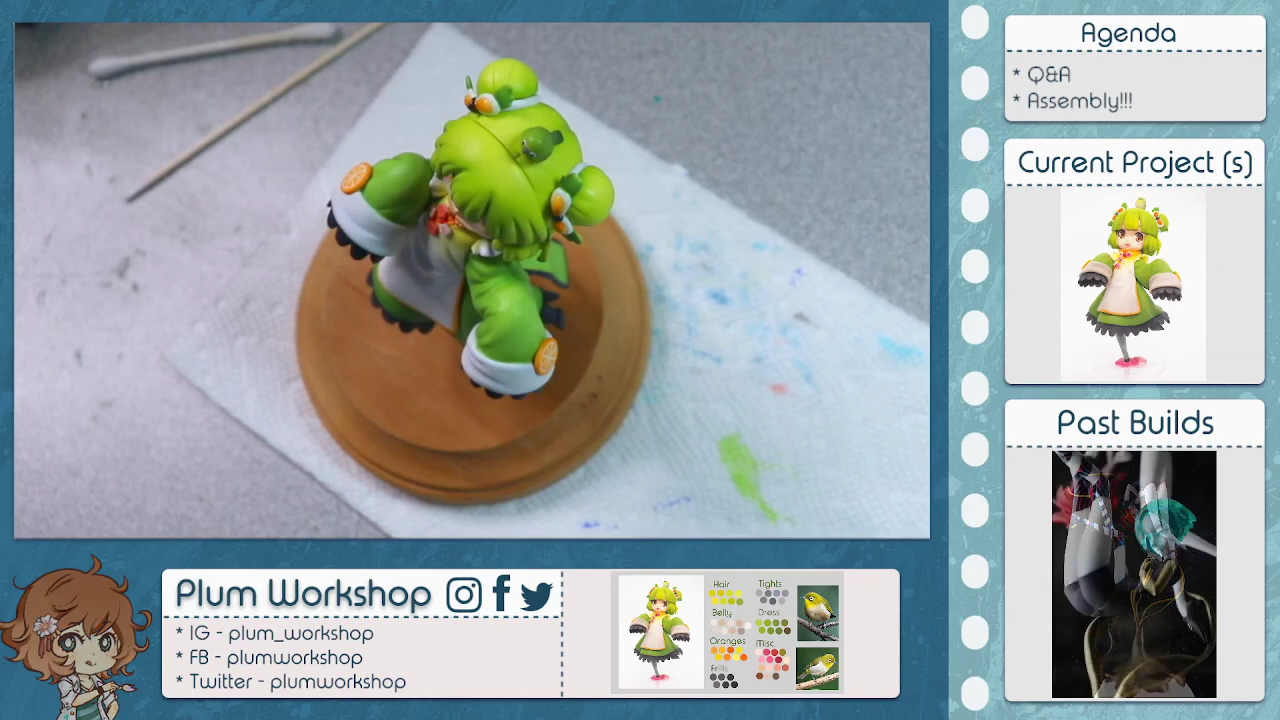 Agenda
* Q&A
* Assembly!!!
Current Project (s)
Past Builds
Plum Workshop
* IG - plum_workshop
* FB - plumworkshop
* Twitter - plumworkshop
Hair
Tights
Belly
Dress
Oranges
Misc.
Frills